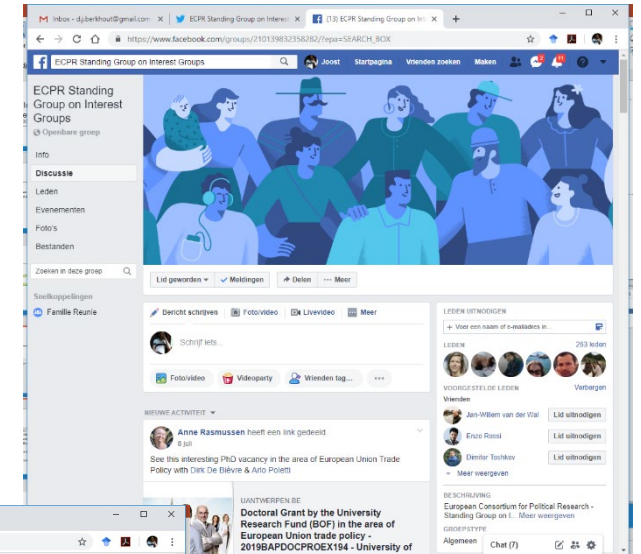 Inbox - dj.berkhout@gmail.com
ECPR Standing Group on Interest
(13) ECPR Standing Group on Int
https://www.facebook.com/groups/210139832358282/?epa=SEARCH_BOX
ECPR Standing Group on Interest Groups
Joost
Startpagina
Vrienden zoeken
Maken
ECPR Standing
Group on Interest
Groups
Openbare groep
Info
Discussie
Leden
Evenementen
Foto's
Bestanden
Zoeken in deze groep
Snelkoppelingen
Famille Reunie
Lid geworden
Meldingen
Delen
Meer
Bericht schrijven
Foto/video
Livevideo
Meer
Schrijf iets...
Foto/video
Videoparty
Vrienden tag...
NIEUWE ACTIVITEIT
Anne Rasmussen heeft een link gedeeld.
8 juli
See this interesting PhD vacancy in the area of European Union Trade
Policy with Dirk De Bièvre & Arlo Poletti
UANTWERPEN.BE
Doctoral Grant by the University
Research Fund (BOF) in the area of
European Union trade policy -
2019BAPDOCPROEX194 - University of
LEDEN UITNODIGEN
+ Voer een naam of e-mailadres in...
LEDEN
263 leden
VOORGESTELDE LEDEN
Verbergen
Vrienden
Jan-Willem van der Wal
Lid uitnodigen
Enzo Rossi
Lid uitnodigen
Dimiter Toshkov
Lid uitnodigen
Meer weergeven
BESCHRIJVING
European Consortium for Political Research -
Standing Group on I... Meer weergeven
GROEPSTYPE
Algemeen
Chat (7)